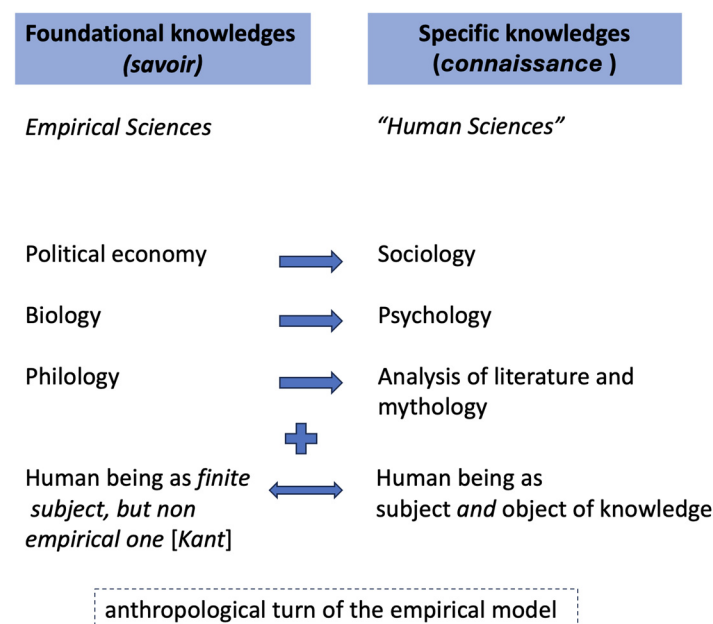 Foundational knowledges
(savoir)
Specific knowledges
(connaissance )
Empirical Sciences
“Human Sciences”
Political economy
Sociology
Biology
Psychology
Philology
Analysis of literature and
mythology
Human being as finite
subject, but non
empirical one [Kant]
Human being as
subject and object of knowledge
anthropological turn of the empirical model